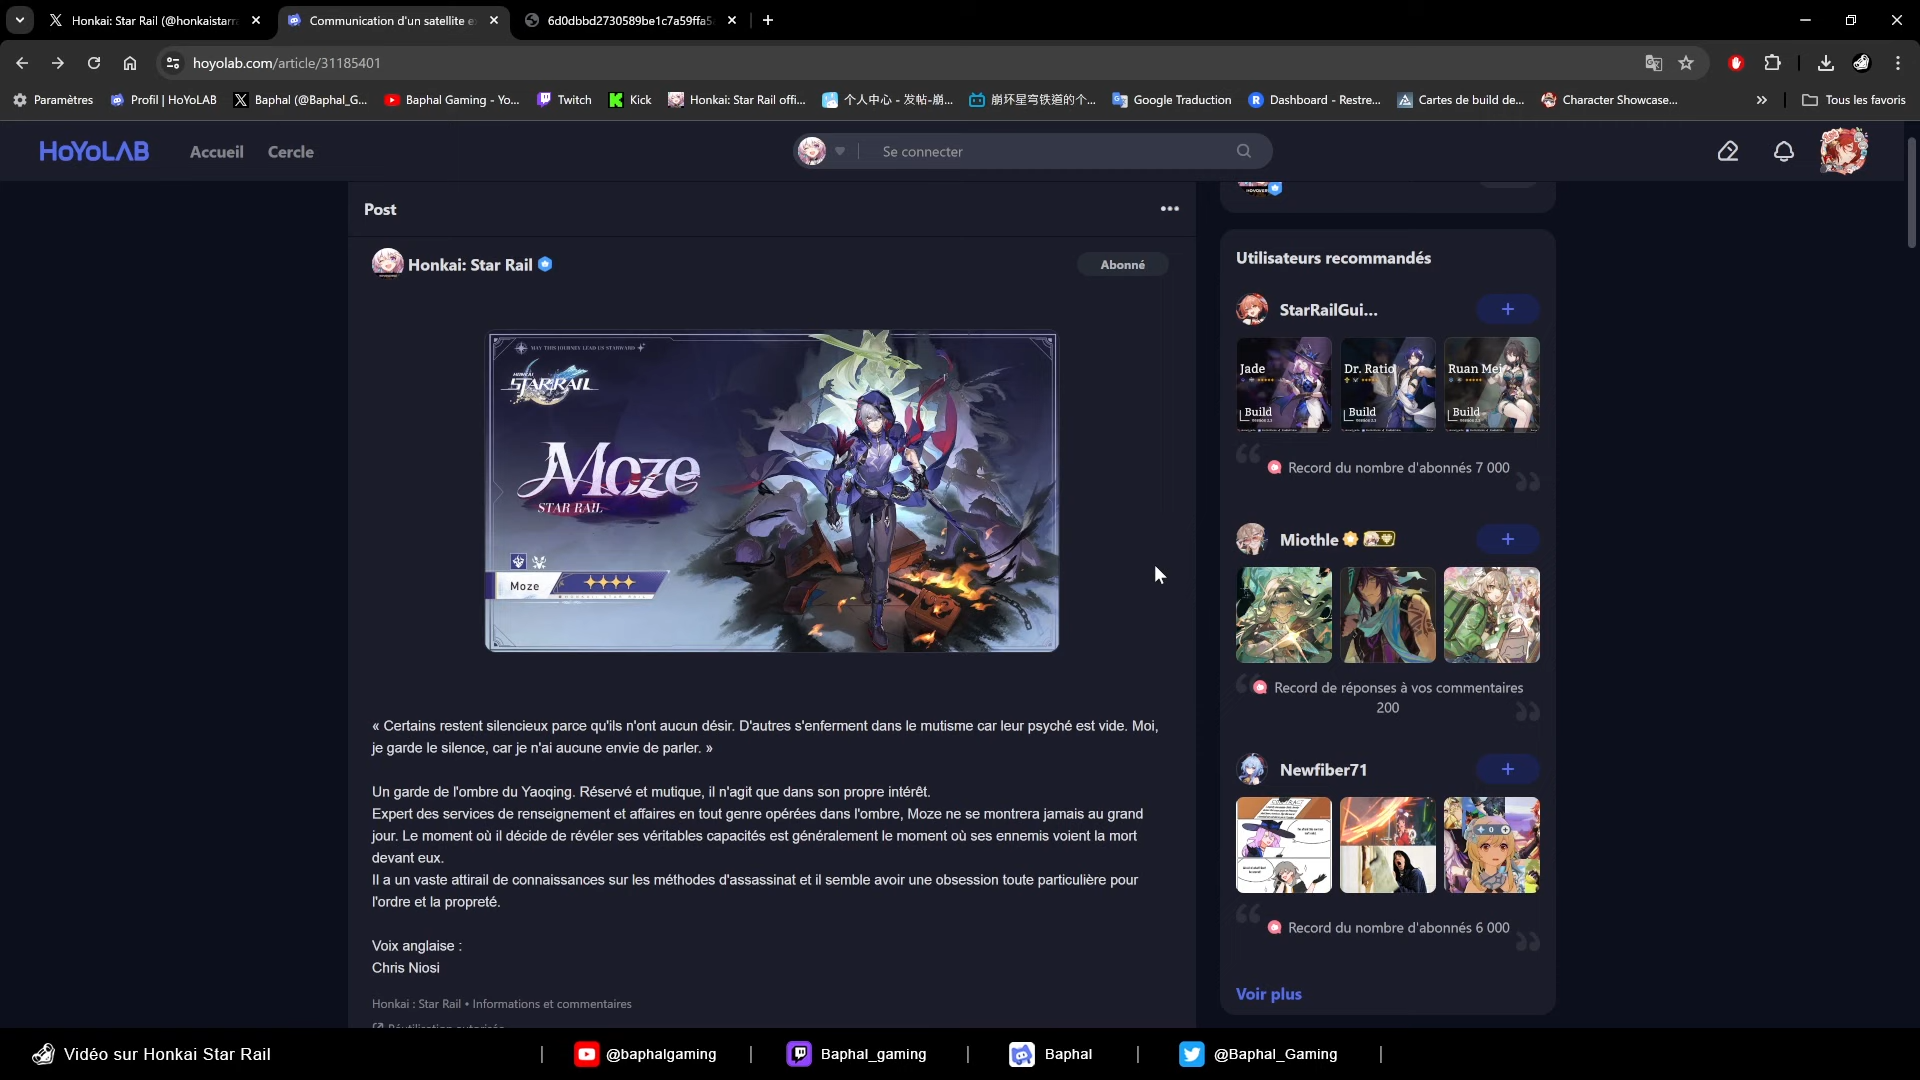 Honkai: Star Rail (@honkaistarra
Communication d'un satellite e
6d0dbbd2730589be1c7a59ffa5
hoyolab.com/article/31185401
Paramètres
Profil | HoYoLAB
Baphal (@Baphal_G...
Baphal Gaming - Yo...
Twitch
Kick
Honkai: Star Rail offi...
个人中心 - 发帖-崩...
崩坏星穹铁道的个...
Google Traduction
Dashboard - Restre...
Cartes de build de...
Character Showcase...
Tous les favoris
HoYoLAB
Accueil
Cercle
Se connecter
Post
Honkai: Star Rail
Abonné
MAY THIS JOURNEY LEAD US STARWARD
HONKAI
STAR RAIL
Moze
STAR RAIL
Moze
« Certains restent silencieux parce qu'ils n'ont aucun désir. D'autres s'enferment dans le mutisme car leur psyché est vide. Moi,
je garde le silence, car je n'ai aucune envie de parler. »
Un garde de l'ombre du Yaoqing. Réservé et mutique, il n'agit que dans son propre intérêt.
Expert des services de renseignement et affaires en tout genre opérées dans l'ombre, Moze ne se montrera jamais au grand
jour. Le moment où il décide de révéler ses véritables capacités est généralement le moment où ses ennemis voient la mort
devant eux.
Il a un vaste attirail de connaissances sur les méthodes d'assassinat et il semble avoir une obsession toute particulière pour
l'ordre et la propreté.
Voix anglaise :
Chris Niosi
Honkai : Star Rail • Informations et commentaires
Réutilisation autorisée
Utilisateurs recommandés
StarRailGui...
Jade
Build
Dr. Ratio
Build
Ruan Mei
Build
Record du nombre d'abonnés 7 000
Miothle
Record de réponses à vos commentaires
200
Newfiber71
Record du nombre d'abonnés 6 000
Voir plus
Vidéo sur Honkai Star Rail
@baphalgaming
Baphal_gaming
Baphal
@Baphal_Gaming